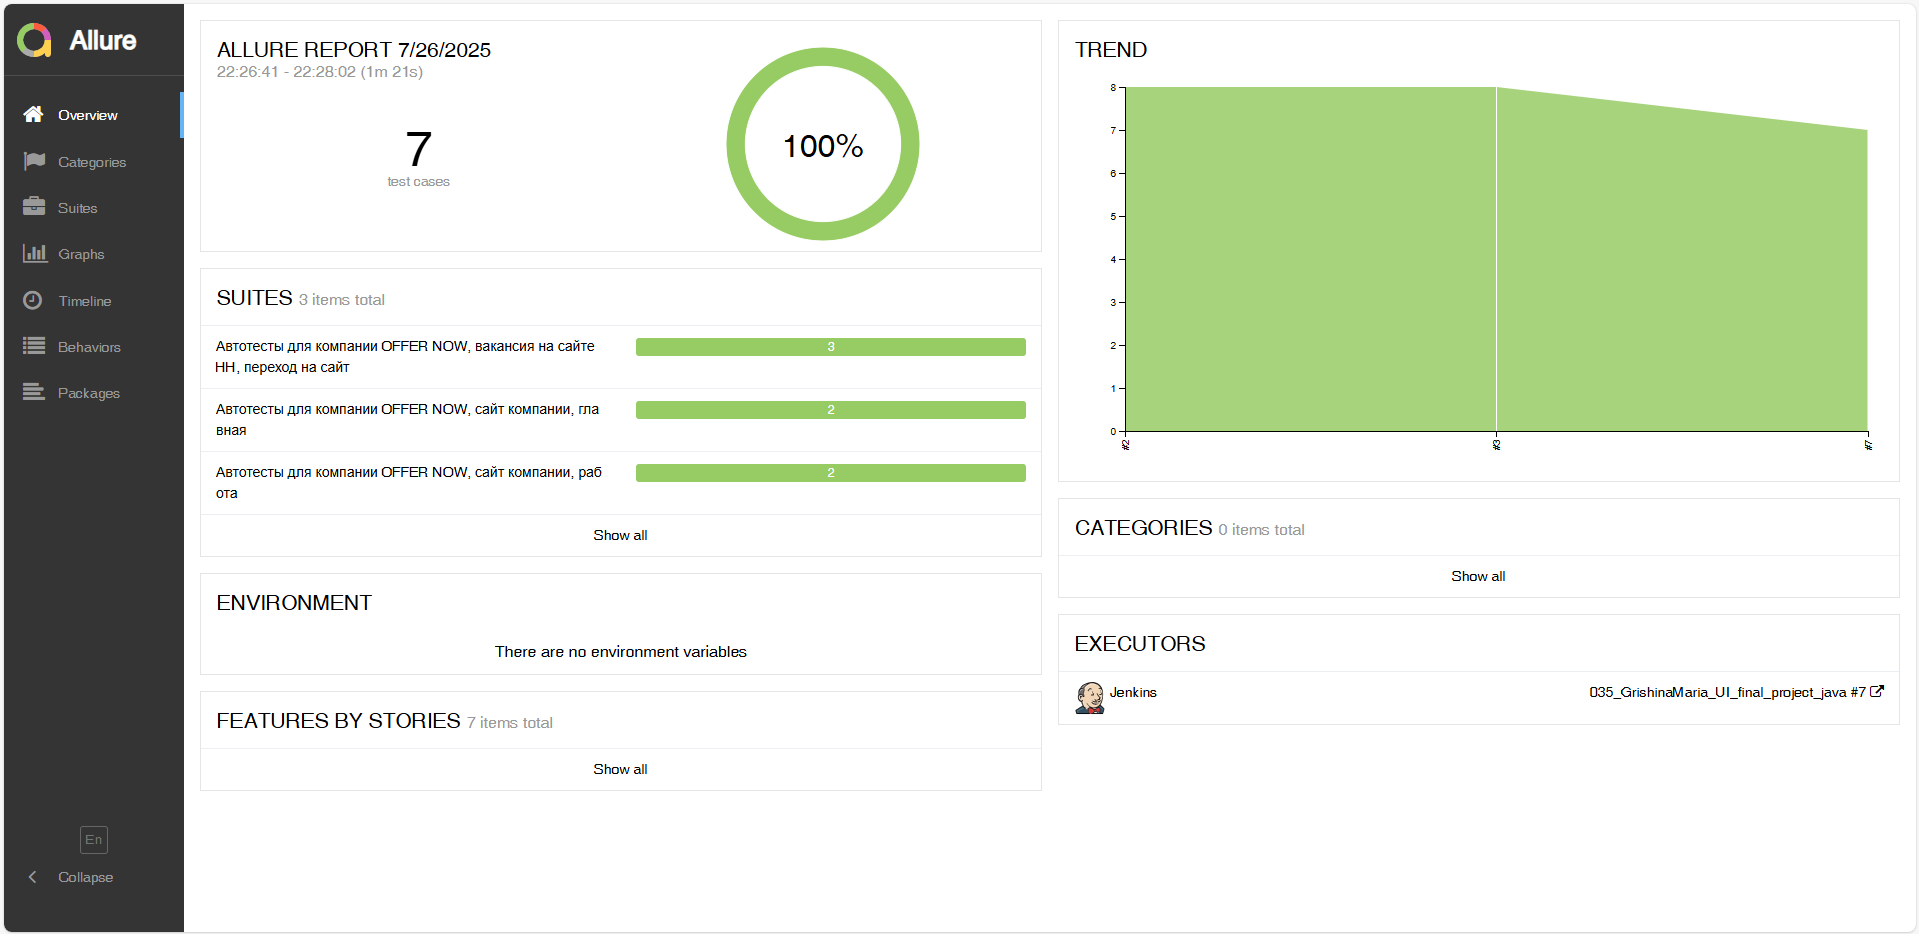 Allure
Overview
Categories
Suites
Graphs
Timeline
Behaviors
Packages
En
Collapse
ALLURE REPORT 7/26/2025
22:26:41 - 22:28:02 (1m 21s)
7
test cases
100%
SUITES 3 items total
Автотесты для компании OFFER NOW, вакансия на сайте
HH, переход на сайт
3
Автотесты для компании OFFER NOW, сайт компании, гла
вная
2
Автотесты для компании OFFER NOW, сайт компании, раб
ота
2
Show all
ENVIRONMENT
There are no environment variables
FEATURES BY STORIES 7 items total
Show all
TREND
8
7
6
5
4
3
2
1
0
#2
#3
#7
CATEGORIES 0 items total
Show all
EXECUTORS
Jenkins
035_GrishinaMaria_UI_final_project_java #7